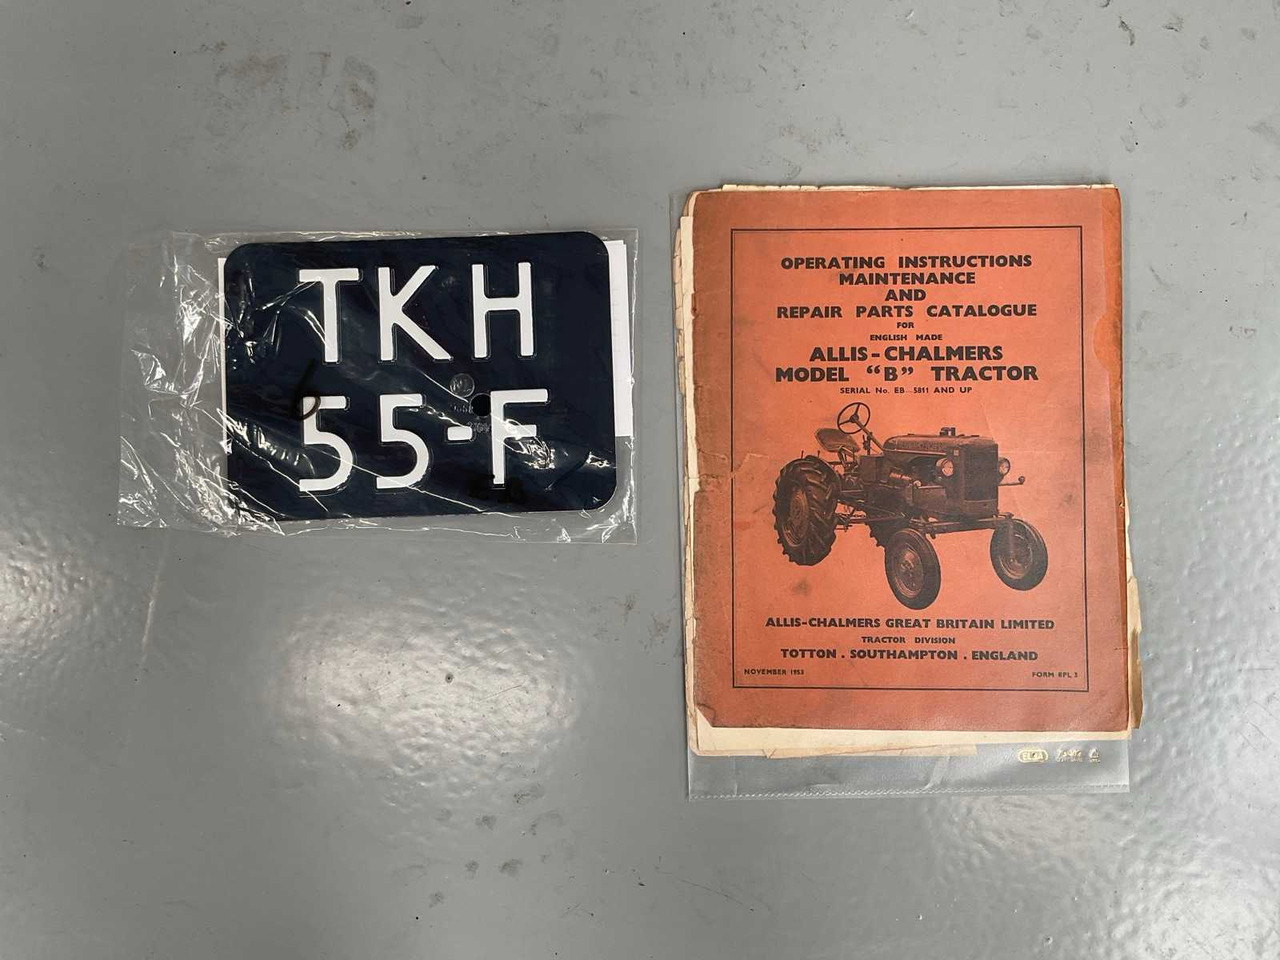 TKH
55-F
OPERATING INSTRUCTIONS
MAINTENANCE
AND
REPAIR PARTS CATALOGUE
FOR
ENGLISH MADE
ALLIS-CHALMERS
MODEL “B” TRACTOR
SERIAL No. EB 5811 AND UP
ALLIS-CHALMERS GREAT BRITAIN LIMITED
TRACTOR DIVISION
TOTTON . SOUTHAMPTON . ENGLAND
NOVEMBER 1953
FORM RPL 2